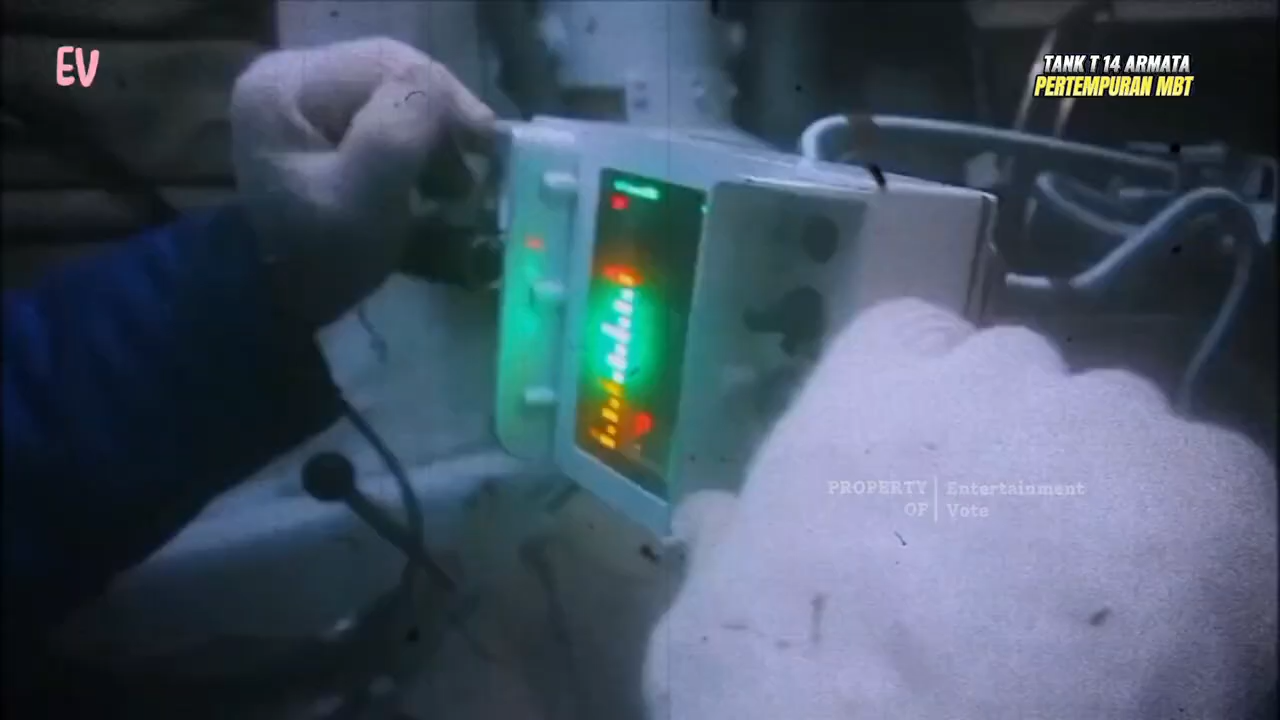 EV
TANK T 14 ARMATA
PERTEMPURAN MBT
PROPERTY OF
Entertainment Vote